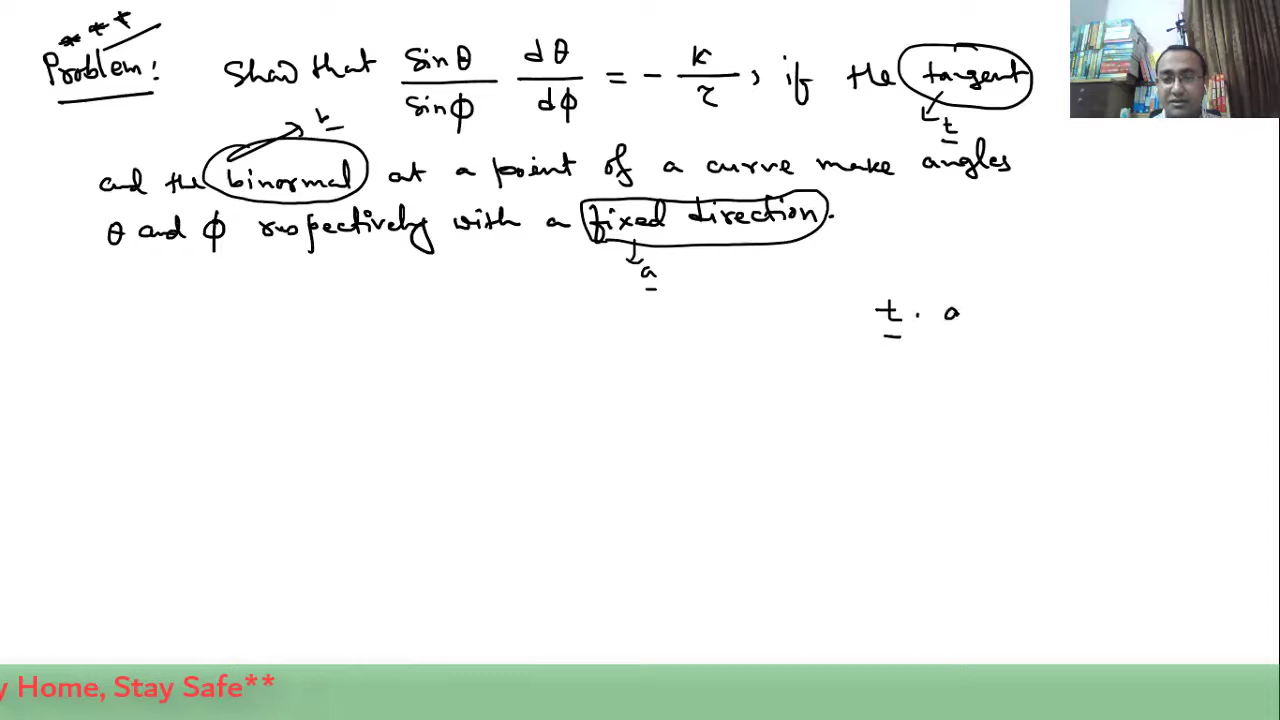 ***
Problem: Show that sinθ/sinϕ dθ/dϕ = - κ/τ, if the tangent
t
b
and the binormal at a point of a curve make angles
θ and ϕ respectively with a fixed direction.
a
t . a
y Home, Stay Safe**